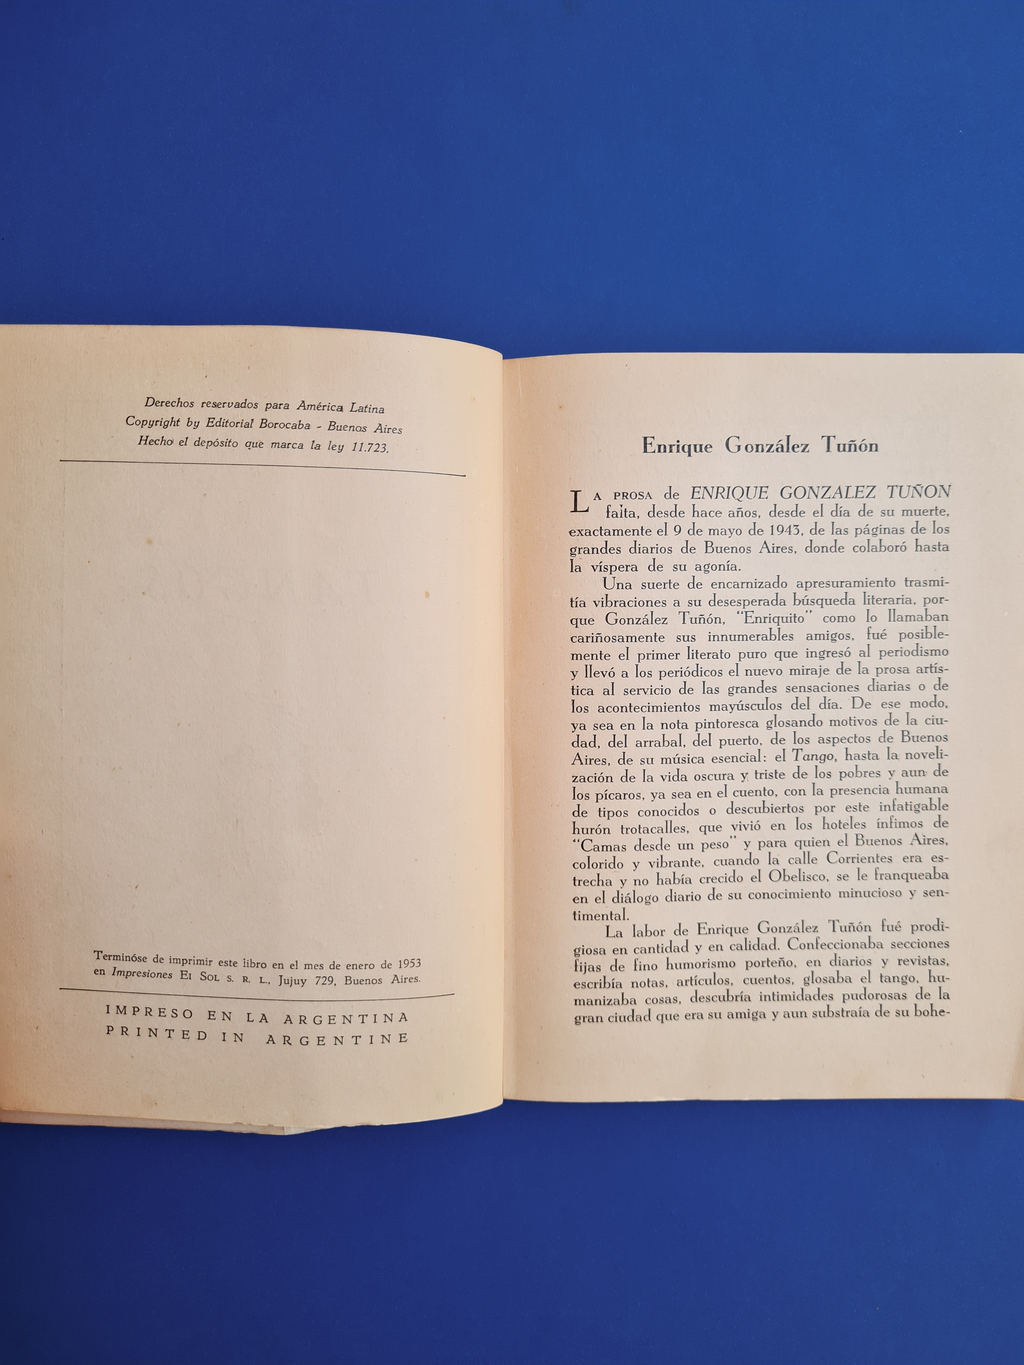 Derechos reservados para América Latina
Copyright by Editorial Borocaba - Buenos Aires
Hecho el depósito que marca la ley 11.723.
Terminóse de imprimir este libro en el mes de enero de 1953
en Impresiones El Sol s. r. l., Jujuy 729, Buenos Aires.
IMPRESO EN LA ARGENTINA
PRINTED IN ARGENTINE
Enrique González Tuñón
LA PROSA de ENRIQUE GONZALEZ TUÑON
falta, desde hace años, desde el día de su muerte,
exactamente el 9 de mayo de 1943, de las páginas de los
grandes diarios de Buenos Aires, donde colaboró hasta
la víspera de su agonía.
Una suerte de encarnizado apresuramiento trasmi-
tía vibraciones a su desesperada búsqueda literaria, por-
que González Tuñón, "Enriquito" como lo llamaban
cariñosamente sus innumerables amigos, fué posible-
mente el primer literato puro que ingresó al periodismo
y llevó a los periódicos el nuevo miraje de la prosa artís-
tica al servicio de las grandes sensaciones diarias o de
los acontecimientos mayúsculos del día. De ese modo,
ya sea en la nota pintoresca glosando motivos de la ciu-
dad, del arrabal, del puerto, de los aspectos de Buenos
Aires, de su música esencial: el Tango, hasta la noveli-
zación de la vida oscura y triste de los pobres y aun de
los pícaros, ya sea en el cuento, con la presencia humana
de tipos conocidos o descubiertos por este infatigable
hurón trotacalles, que vivió en los hoteles ínfimos de
"Camas desde un peso" y para quien el Buenos Aires,
colorido y vibrante, cuando la calle Corrientes era es-
trecha y no había crecido el Obelisco, se le franqueaba
en el diálogo diario de su conocimiento minucioso y sen-
timental.
La labor de Enrique González Tuñón fué prodi-
giosa en cantidad y en calidad. Confeccionaba secciones
fijas de fino humorismo porteño, en diarios y revistas,
escribía notas, artículos, cuentos, glosaba el tango, hu-
manizaba cosas, descubría intimidades pudorosas de la
gran ciudad que era su amiga y aun substraía de su bohe-